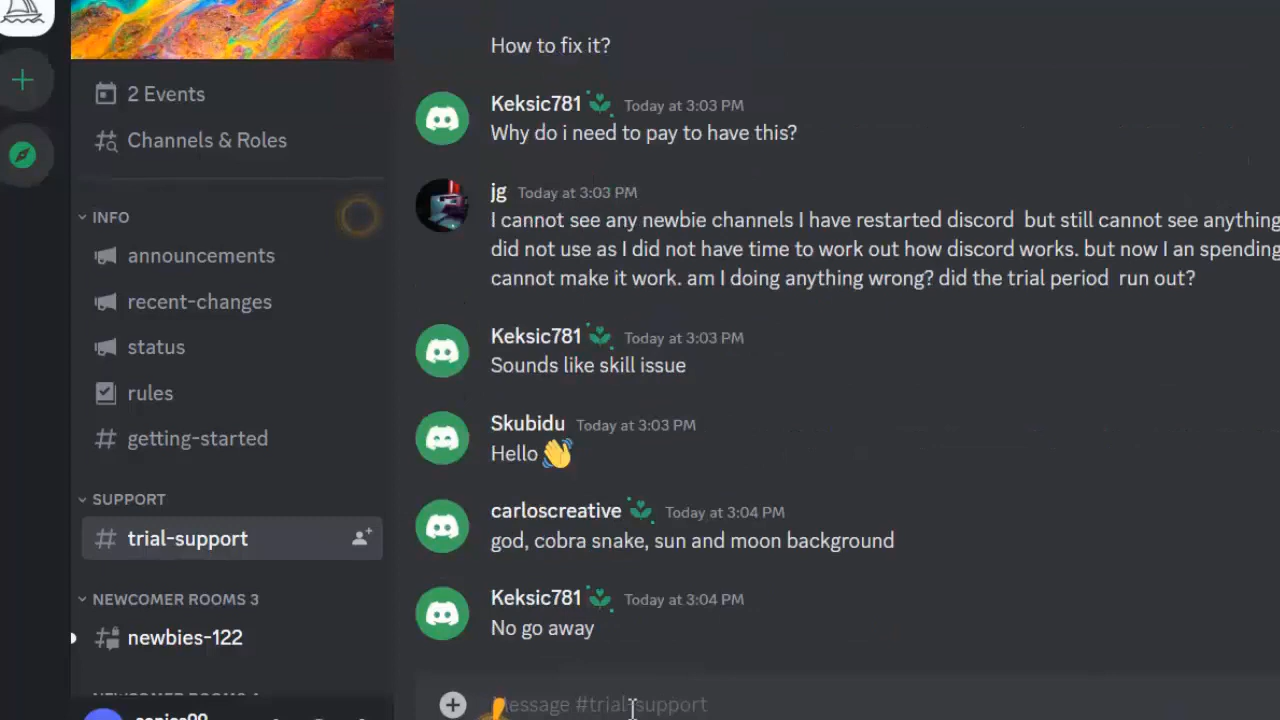 2 Events
Channels & Roles
INFO
announcements
recent-changes
status
rules
getting-started
SUPPORT
trial-support
NEWCOMER ROOMS 3
newbies-122
How to fix it?
Keksic781 Today at 3:03 PM
Why do i need to pay to have this?
jg Today at 3:03 PM
I cannot see any newbie channels I have restarted discord but still cannot see anything
did not use as I did not have time to work out how discord works. but now I an spending
cannot make it work. am I doing anything wrong? did the trial period run out?
Keksic781 Today at 3:03 PM
Sounds like skill issue
Skubidu Today at 3:03 PM
Hello 👋
carloscreative Today at 3:04 PM
god, cobra snake, sun and moon background
Keksic781 Today at 3:04 PM
No go away
Message #trial-support